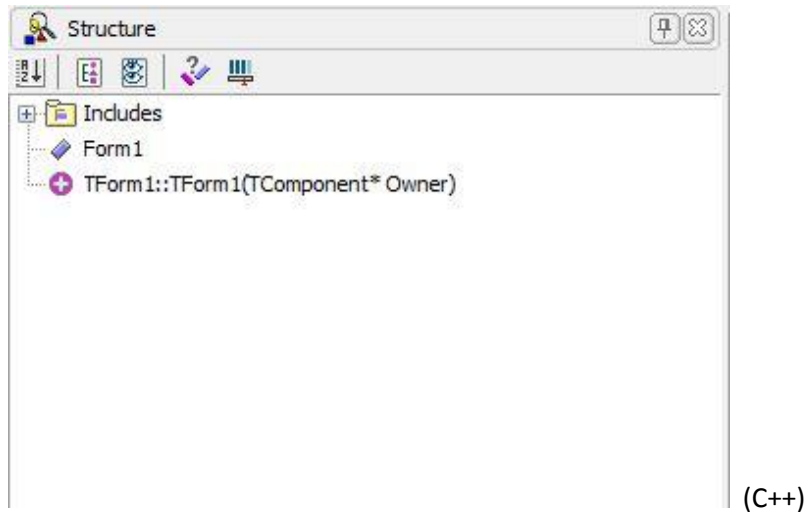 Structure
Includes
Form1
TForm1::TForm1(TComponent* Owner)
(C++)